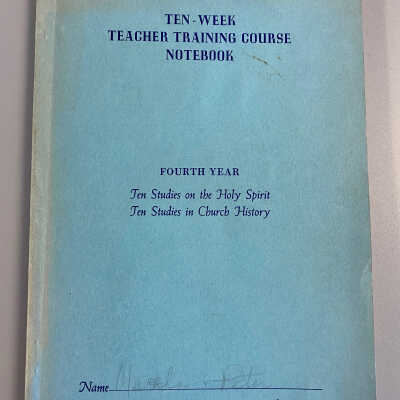 TEN-WEEK
TEACHER TRAINING COURSE
NOTEBOOK
FOURTH YEAR
Ten Studies on the Holy Spirit
Ten Studies in Church History
Name